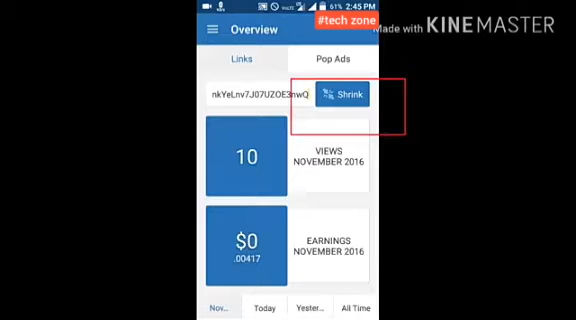 61% 2:45 PM
#tech zone
Made with KINEMASTER
Overview
Links
Pop Ads
nkYeLnv7J07UZOE3nwQ
Shrink
10
VIEWS
NOVEMBER 2016
$0
.00417
EARNINGS
NOVEMBER 2016
Nov...
Today
Yester...
All Time